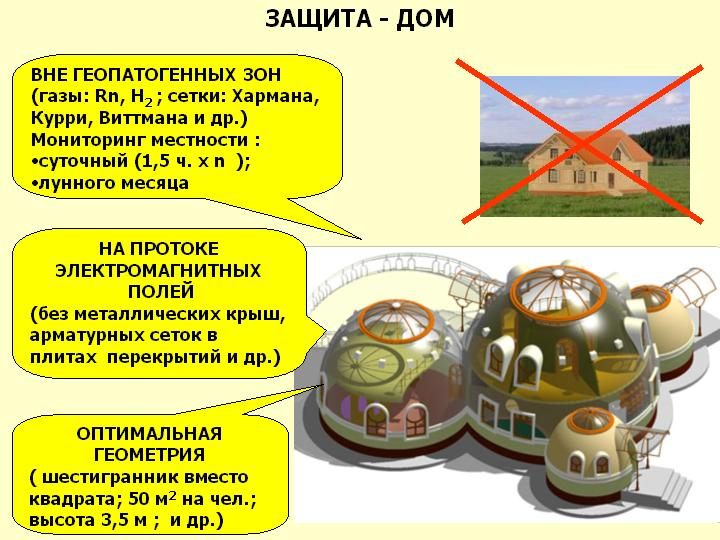 ЗАЩИТА - ДОМ
ВНЕ ГЕОПАТОГЕННЫХ ЗОН
(газы: Rn, H2 ; сетки: Хармана,
Курри, Виттмана и др.)
Мониторинг местности :
•суточный (1,5 ч. х n );
•лунного месяца
НА ПРОТОКЕ
ЭЛЕКТРОМАГНИТНЫХ
ПОЛЕЙ
(без металлических крыш,
арматурных сеток в
плитах перекрытий и др.)
ОПТИМАЛЬНАЯ
ГЕОМЕТРИЯ
( шестигранник вместо
квадрата; 50 м2 на чел.;
высота 3,5 м ; и др.)